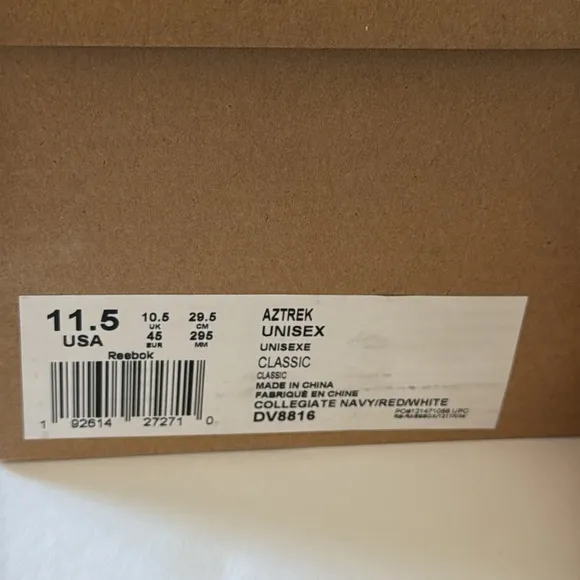 11.5
USA
10.5
UK
45
EUR
29.5
CM
295
MM
Reebok
1 92614 27271 0
AZTREK
UNISEX
UNISEXE
CLASSIC
CLASSIC
MADE IN CHINA
FABRIQUÉ EN CHINE
COLLEGIATE NAVY/RED/WHITE
DV8816